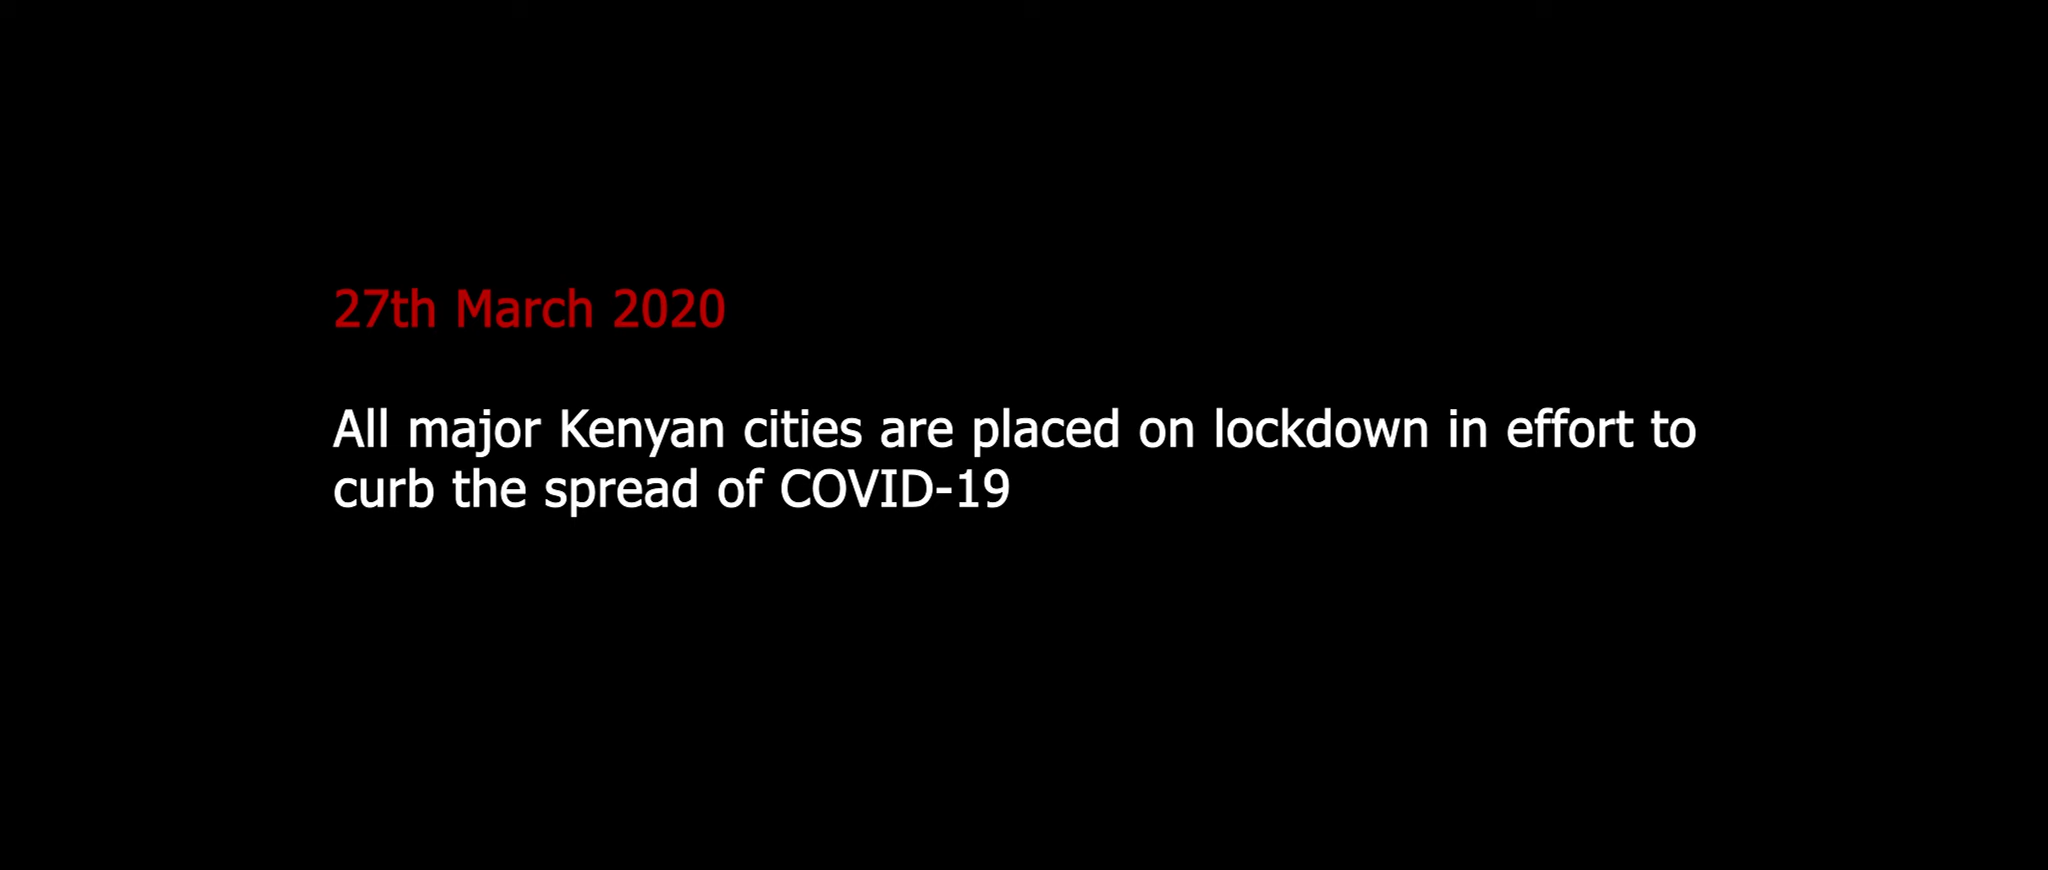 27th March 2020
All major Kenyan cities are placed on lockdown in effort to
curb the spread of COVID-19